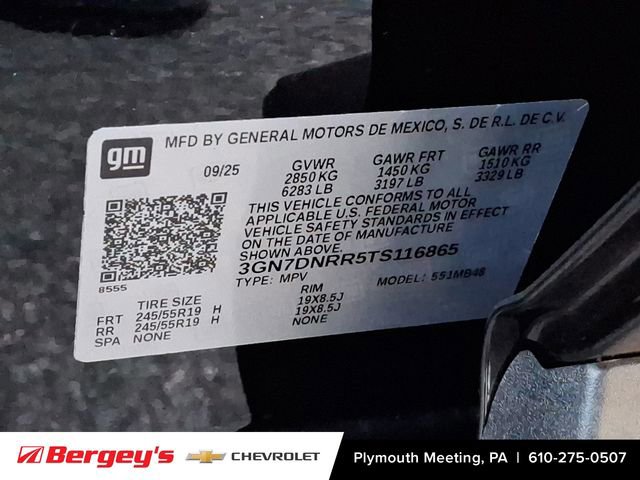 gm
MFD BY GENERAL MOTORS DE MEXICO, S. DE R.L. DE C.V.
09/25 GVWR GAWR FRT GAWR RR
2850 KG 1450 KG 1510 KG
6283 LB 3197 LB 3329 LB
THIS VEHICLE CONFORMS TO ALL
APPLICABLE U.S. FEDERAL MOTOR
VEHICLE SAFETY STANDARDS IN EFFECT
ON THE DATE OF MANUFACTURE
SHOWN ABOVE.
3GN7DNRR5TS116865
TYPE: MPV MODEL: 551MB48
8555
TIRE SIZE RIM
FRT 245/55R19 H 19X8.5J
RR 245/55R19 H 19X8.5J
SPA NONE NONE
Bergey's CHEVROLET Plymouth Meeting, PA | 610-275-0507